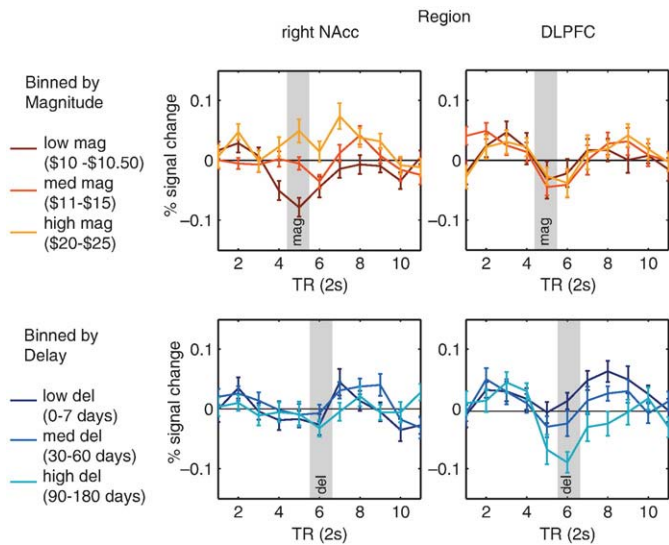 Region
right NAcc
DLPFC
Binned by
Magnitude
low mag
($10 -$10.50)
med mag
($11-$15)
high mag
($20-$25)
% signal change
0.1
0
−0.1
mag
2 4 6 8 10
TR (2s)
0.1
0
−0.1
mag
2 4 6 8 10
TR (2s)
Binned by
Delay
low del
(0-7 days)
med del
(30-60 days)
high del
(90-180 days)
% signal change
0.1
0
−0.1
del
2 4 6 8 10
TR (2s)
0.1
0
−0.1
del
2 4 6 8 10
TR (2s)